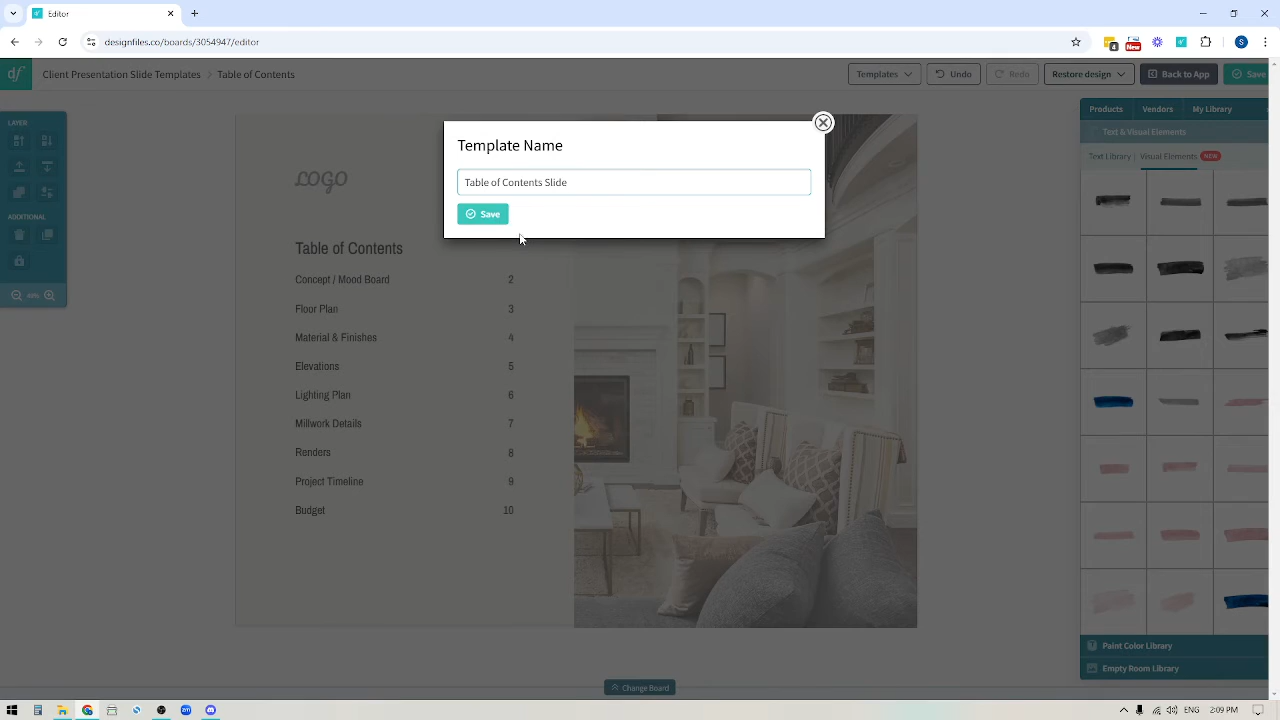 Editor
designfiles.co/boards/3054947/editor
4
New
S
df
Client Presentation Slide Templates > Table of Contents
Templates
Undo
Redo
Restore design
Back to App
Save
LAYER:
ADDITIONAL
Template Name
Table of Contents Slide
Save
LOGO
Table of Contents
Concept / Mood Board 2
Floor Plan 3
Material & Finishes 4
Elevations 5
Lighting Plan 6
Millwork Details 7
Renders 8
Project Timeline 9
Budget 10
Products
Vendors
My Library
Text & Visual Elements
Text Library | Visual Elements NEW
Paint Color Library
Empty Room Library
Change Board
zm
ENG
2:09 PM